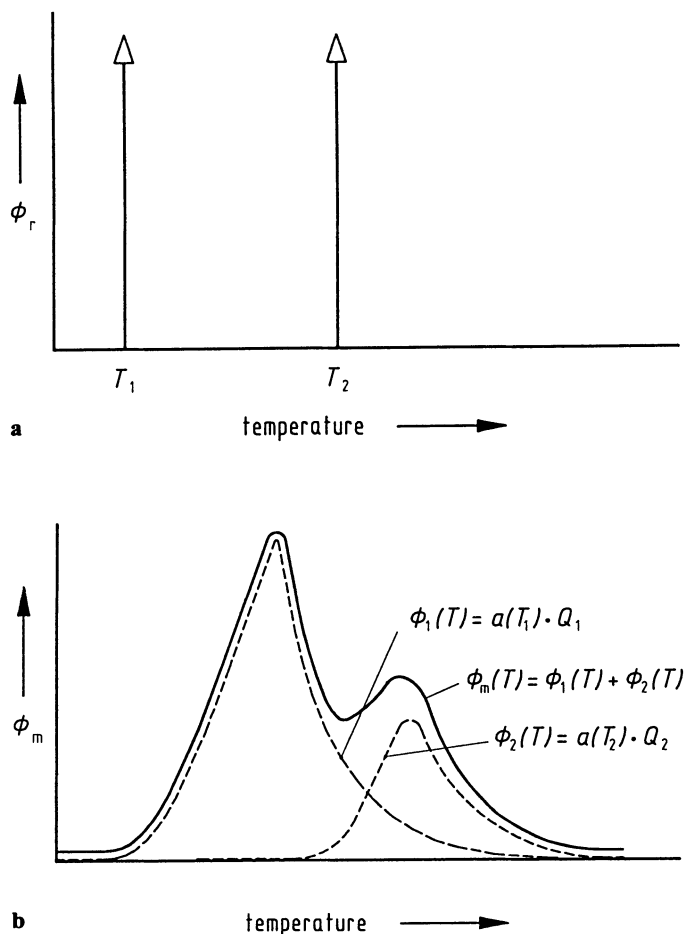 ϕr
T1
T2
a
temperature
ϕ1(T) = a(T1) · Q1
ϕm(T) = ϕ1(T) + ϕ2(T)
ϕm
ϕ2(T) = a(T2) · Q2
b
temperature